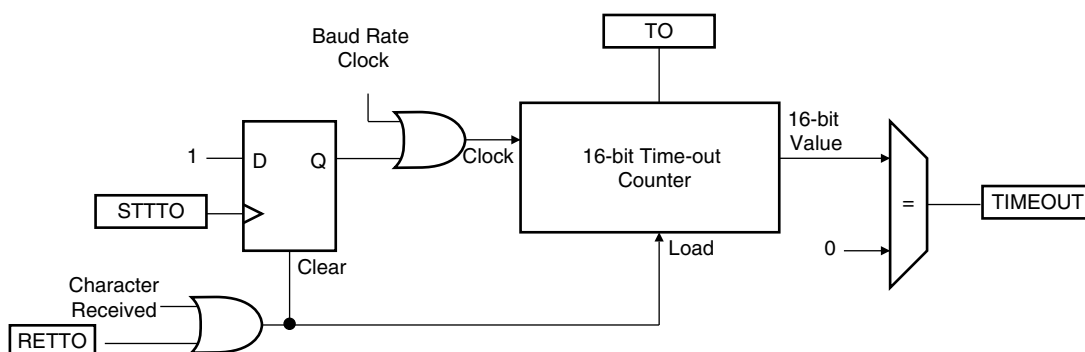 TO
Baud Rate
Clock
16-bit
Value
1
D
Q
Clock
16-bit Time-out
Counter
STTTO
=
TIMEOUT
Clear
Load
0
Character
Received
RETTO